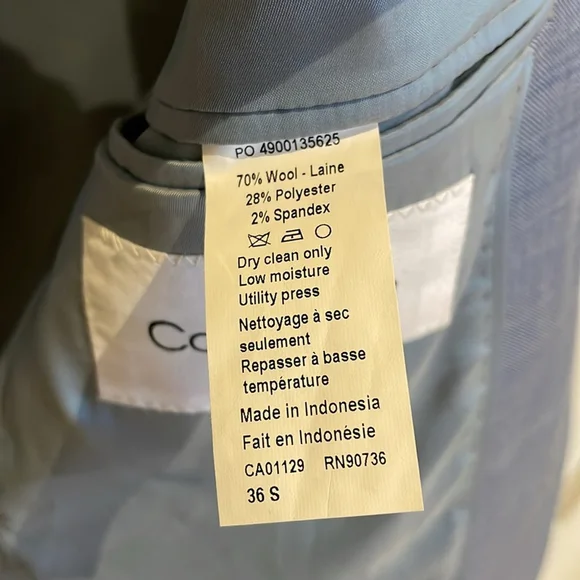 PO 4900135625
70% Wool - Laine
28% Polyester
2% Spandex
Dry clean only
Low moisture
Utility press
Nettoyage à sec
seulement
Repasser à basse
température
Made in Indonesia
Fait en Indonésie
CA01129 RN90736
36 S